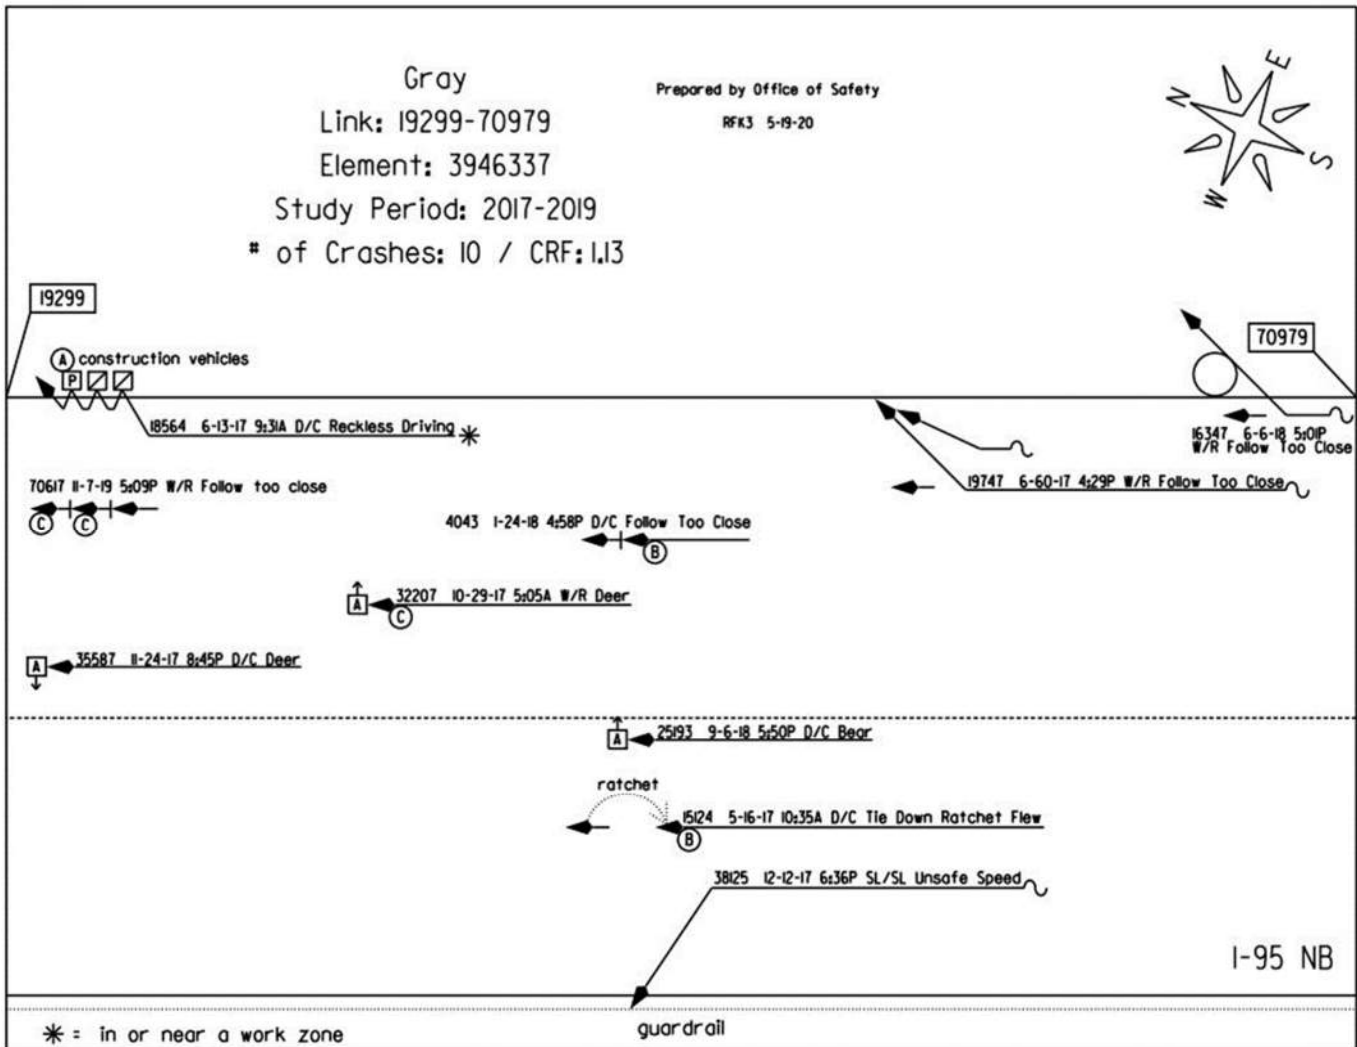 Gray
Link: 19299-70979
Element: 3946337
Study Period: 2017-2019
# of Crashes: 10 / CRF: 1.13
Prepared by Office of Safety
RFK3 5-19-20
N
E
S
W
19299
70979
A construction vehicles
P
18564 6-13-17 9:31A D/C Reckless Driving *
16347 6-6-18 5:01P
W/R Follow Too Close
19747 6-60-17 4:29P W/R Follow Too Close
70617 11-7-19 5:09P W/R Follow too close
C C
4043 1-24-18 4:58P D/C Follow Too Close
B
A 32207 10-29-17 5:05A W/R Deer
C
A 35587 11-24-17 8:45P D/C Deer
A 25193 9-6-18 5:50P D/C Bear
ratchet
15124 5-16-17 10:35A D/C Tie Down Ratchet Flew
B
38125 12-12-17 6:36P SL/SL Unsafe Speed
I-95 NB
guardrail
* = in or near a work zone